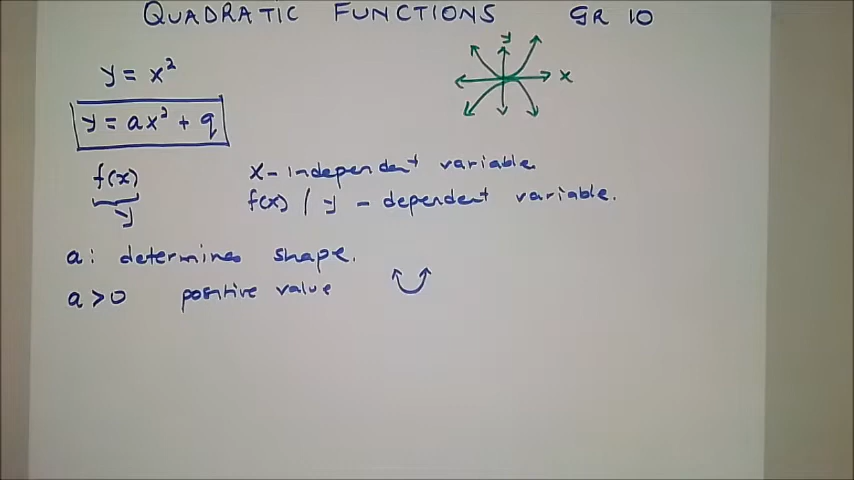 QUADRATIC FUNCTIONS GR 10
y
x
y = x²
y = ax² + q
f(x)
y
x - independent variable
f(x) / y - dependent variable.
a: determines shape.
a > 0 positive value